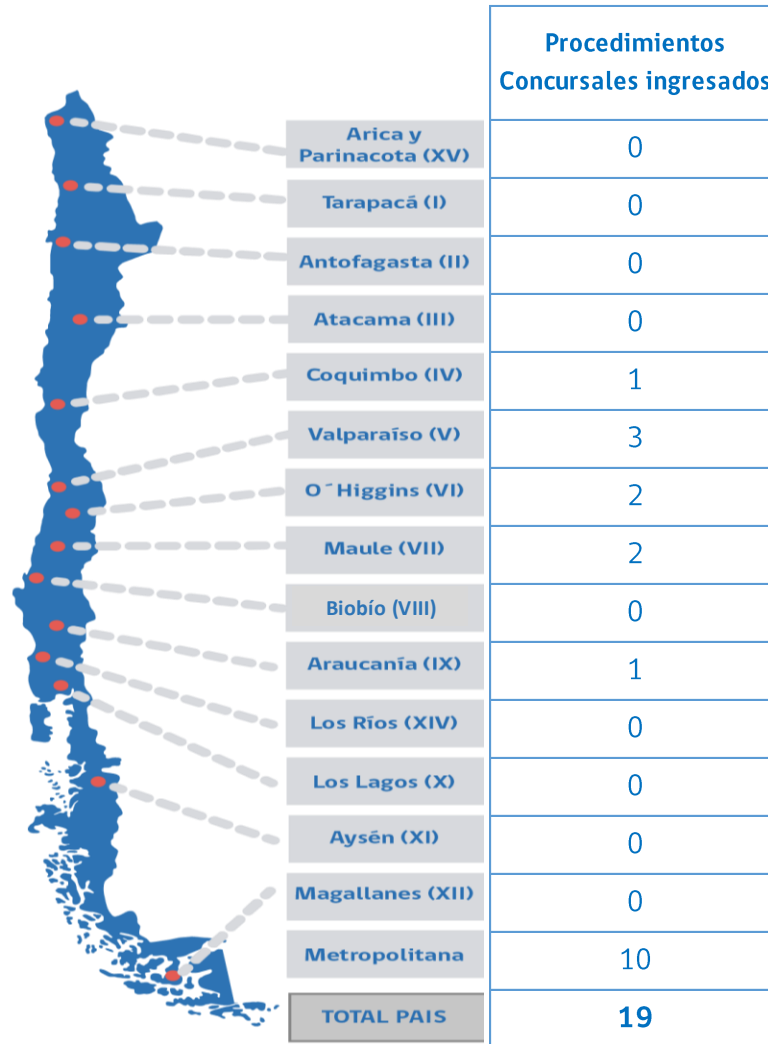 Procedimientos
Concursales ingresados
Arica y
Parinacota (XV)
0
Tarapacá (I)
0
Antofagasta (II)
0
Atacama (III)
0
Coquimbo (IV)
1
Valparaíso (V)
3
O´Higgins (VI)
2
Maule (VII)
2
Biobío (VIII)
0
Araucanía (IX)
1
Los Ríos (XIV)
0
Los Lagos (X)
0
Aysén (XI)
0
Magallanes (XII)
0
Metropolitana
10
TOTAL PAIS
19